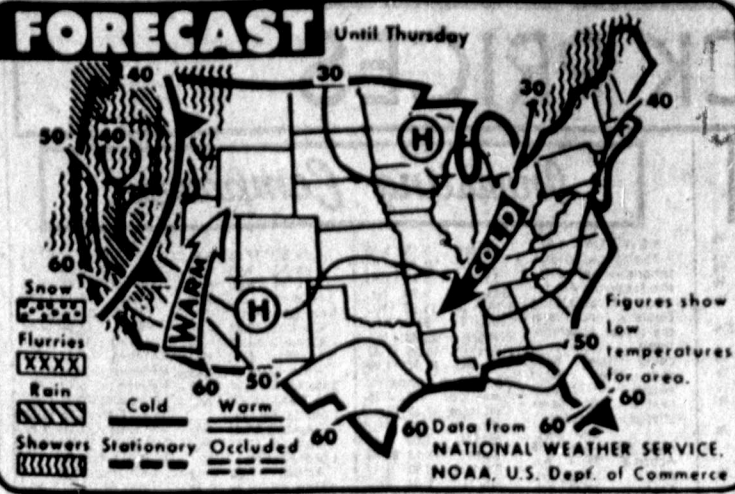 FORECAST
Until Thursday
40
30
30
40
50
40
H
COLD
60
WARM
H
Snow
Flurries
Rain
Showers
Cold
Warm
Stationary
Occluded
Figures show
low
temperatures
for area.
50
60
50
60
60
60
60
Data from
NATIONAL WEATHER SERVICE,
NOAA, U.S. Dept. of Commerce